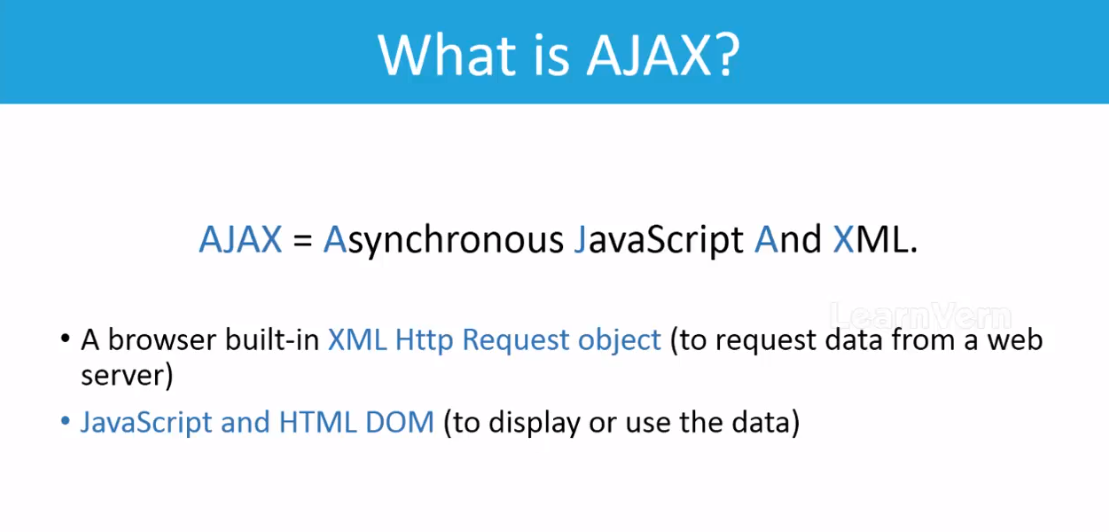 What is AJAX?
AJAX = Asynchronous JavaScript And XML.
LearnVern
• A browser built-in XML Http Request object (to request data from a web
server)
• JavaScript and HTML DOM (to display or use the data)